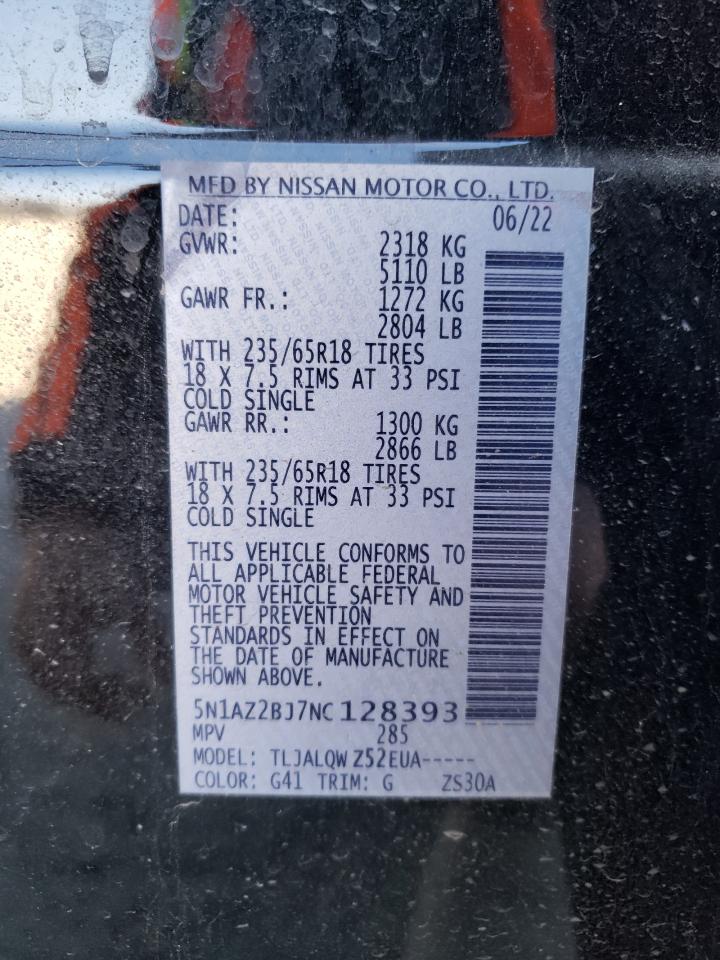 MFD BY NISSAN MOTOR CO., LTD.
DATE: 06/22
GVWR: 2318 KG
5110 LB
GAWR FR.: 1272 KG
2804 LB
WITH 235/65R18 TIRES
18 X 7.5 RIMS AT 33 PSI
COLD SINGLE
GAWR RR.: 1300 KG
2866 LB
WITH 235/65R18 TIRES
18 X 7.5 RIMS AT 33 PSI
COLD SINGLE
THIS VEHICLE CONFORMS TO
ALL APPLICABLE FEDERAL
MOTOR VEHICLE SAFETY AND
THEFT PREVENTION
STANDARDS IN EFFECT ON
THE DATE OF MANUFACTURE
SHOWN ABOVE.
5N1AZ2BJ7NC128393
MPV 285
MODEL: TLJALQW Z52EUA-----
COLOR: G41 TRIM: G ZS30A